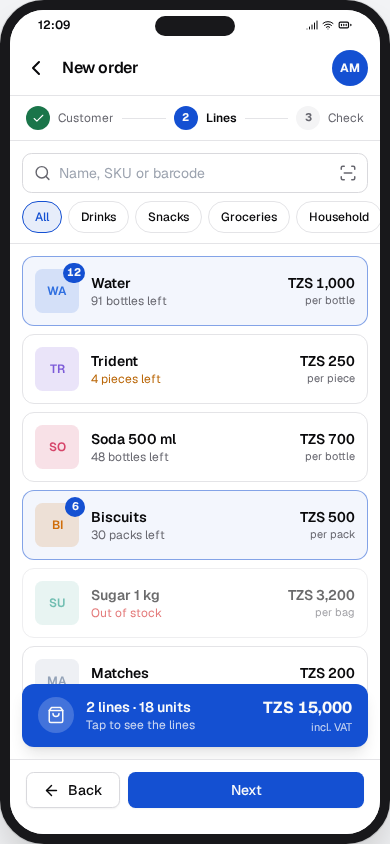 12:09
New order
AM
Customer
2
Lines
3
Check
Name, SKU or barcode
All
Drinks
Snacks
Groceries
Household
WA
12
Water
91 bottles left
TZS 1,000
per bottle
TR
Trident
4 pieces left
TZS 250
per piece
SO
Soda 500 ml
48 bottles left
TZS 700
per bottle
BI
6
Biscuits
30 packs left
TZS 500
per pack
SU
Sugar 1 kg
Out of stock
TZS 3,200
per bag
MA
Matches
TZS 200
2 lines · 18 units
Tap to see the lines
TZS 15,000
incl. VAT
Back
Next